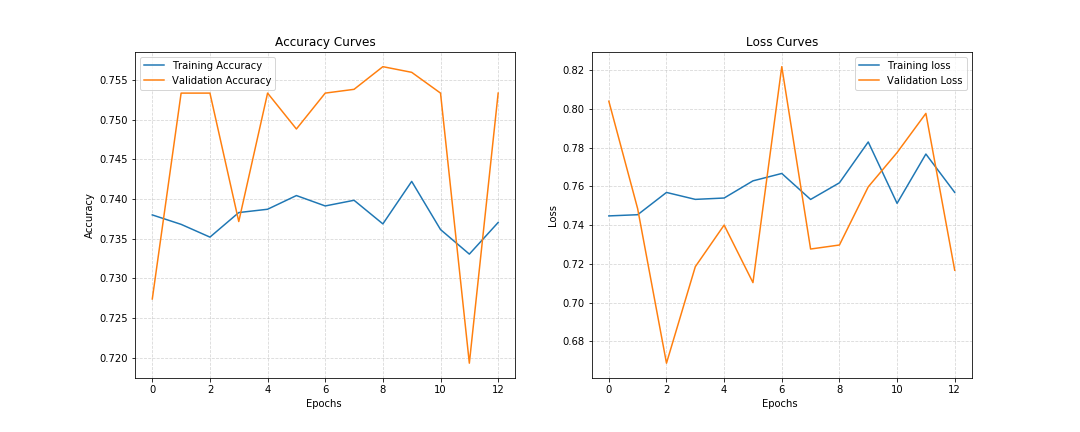 Accuracy Curves
Training Accuracy
Validation Accuracy
0.755
0.750
0.745
0.740
0.735
0.730
0.725
0.720
Accuracy
0 2 4 6 8 10 12
Epochs
Loss Curves
Training loss
Validation Loss
0.82
0.80
0.78
0.76
0.74
0.72
0.70
0.68
Loss
0 2 4 6 8 10 12
Epochs